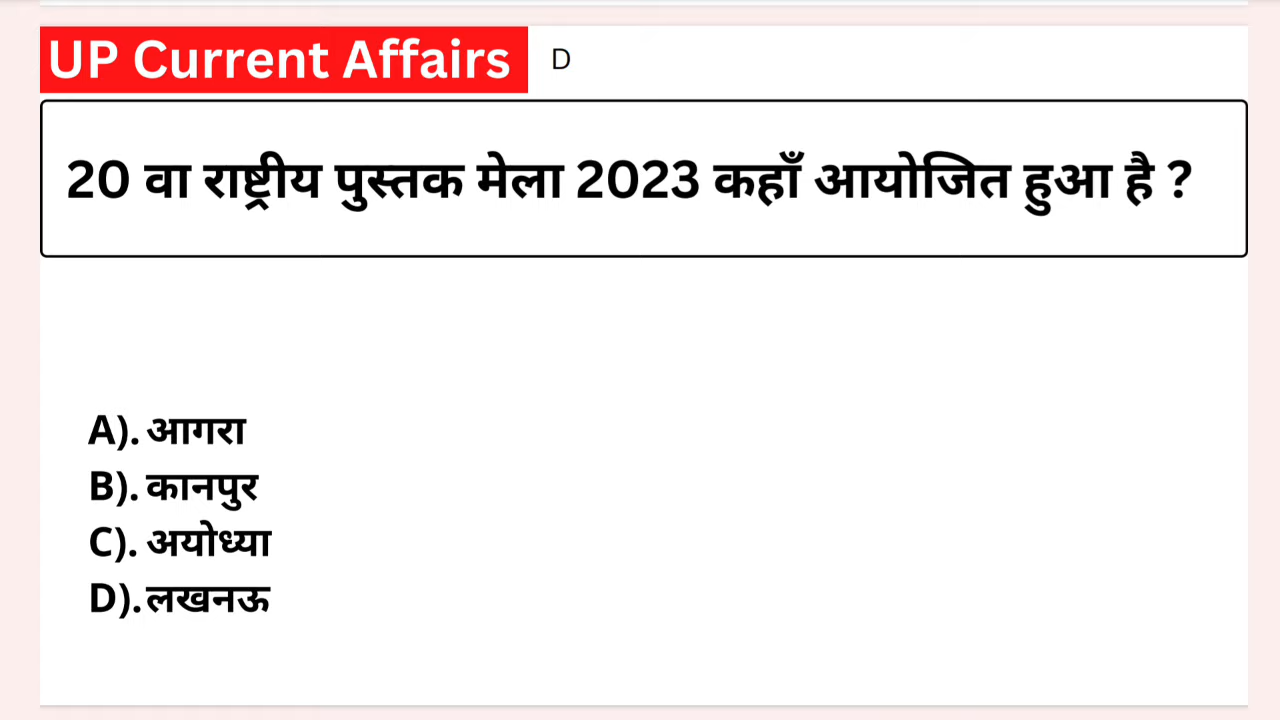 UP Current Affairs D
20 वा राष्ट्रीय पुस्तक मेला 2023 कहाँ आयोजित हुआ है ?
A). आगरा
B). कानपुर
C). अयोध्या
D).लखनऊ